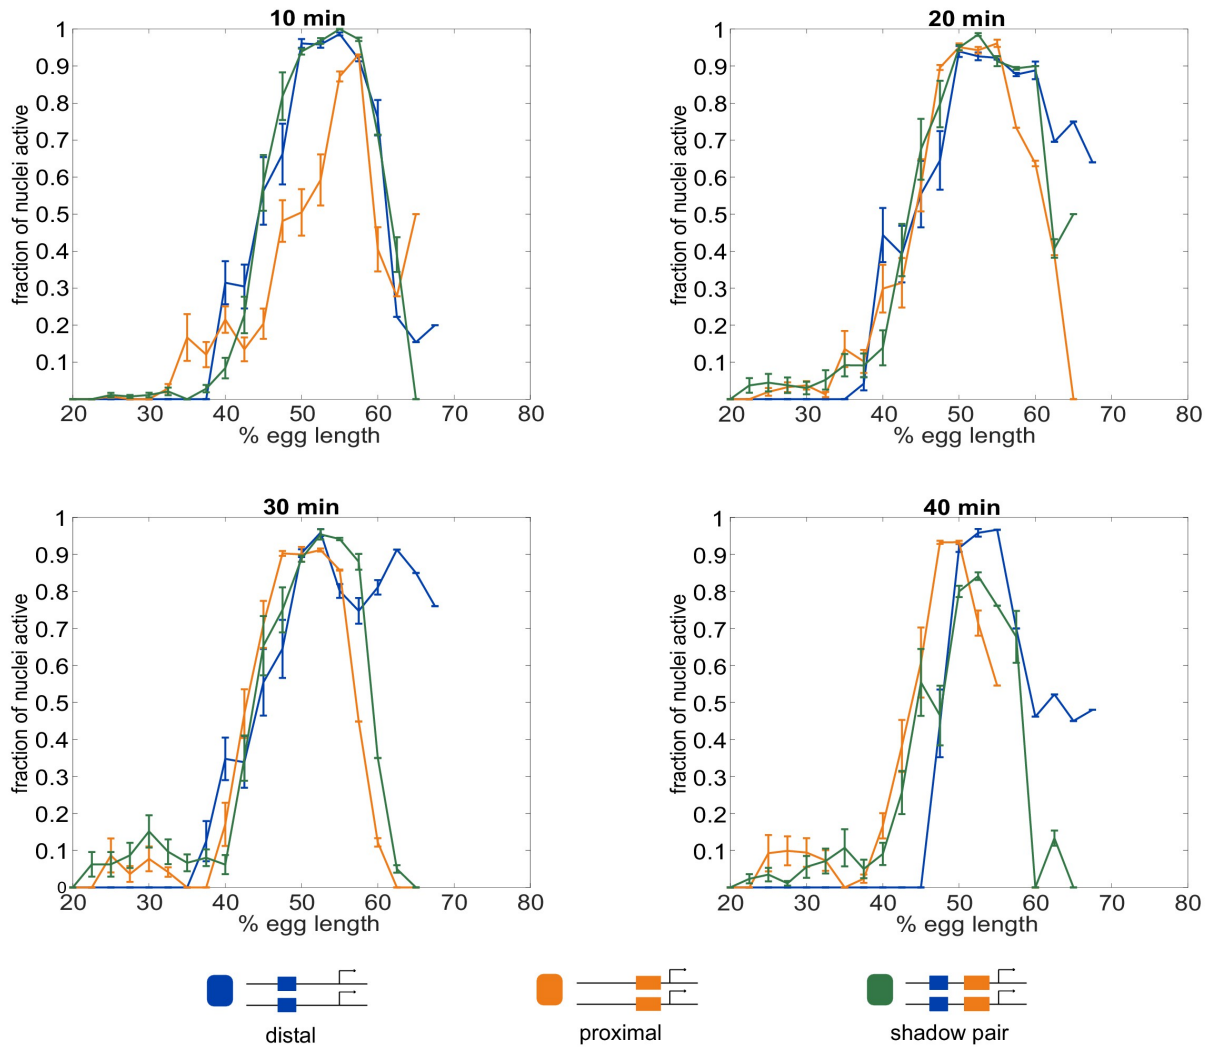 10 min
fraction of nuclei active
1
0.9
0.8
0.7
0.6
0.5
0.4
0.3
0.2
0.1
20 30 40 50 60 70 80
% egg length
20 min
fraction of nuclei active
1
0.9
0.8
0.7
0.6
0.5
0.4
0.3
0.2
0.1
20 30 40 50 60 70 80
% egg length
30 min
fraction of nuclei active
1
0.9
0.8
0.7
0.6
0.5
0.4
0.3
0.2
0.1
0
20 30 40 50 60 70 80
% egg length
40 min
fraction of nuclei active
1
0.9
0.8
0.7
0.6
0.5
0.4
0.3
0.2
0.1
20 30 40 50 60 70 80
% egg length
distal
proximal
shadow pair